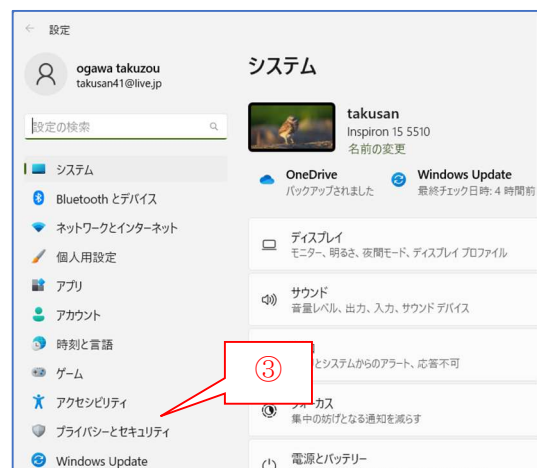 ← 設定
ogawa takuzou
takusan41@live.jp
設定の検索
システム
Bluetooth とデバイス
ネットワークとインターネット
個人用設定
アプリ
アカウント
時刻と言語
ゲーム
アクセシビリティ
プライバシーとセキュリティ
Windows Update
システム
takusan
Inspiron 15 5510
名前の変更
OneDrive
バックアップされました
Windows Update
最終チェック日時: 4 時間前
ディスプレイ
モニター、明るさ、夜間モード、ディスプレイ プロファイル
サウンド
音量レベル、出力、入力、サウンド デバイス
とシステムからのアラート、応答不可
③
フォーカス
集中の妨げとなる通知を減らす
電源とバッテリー